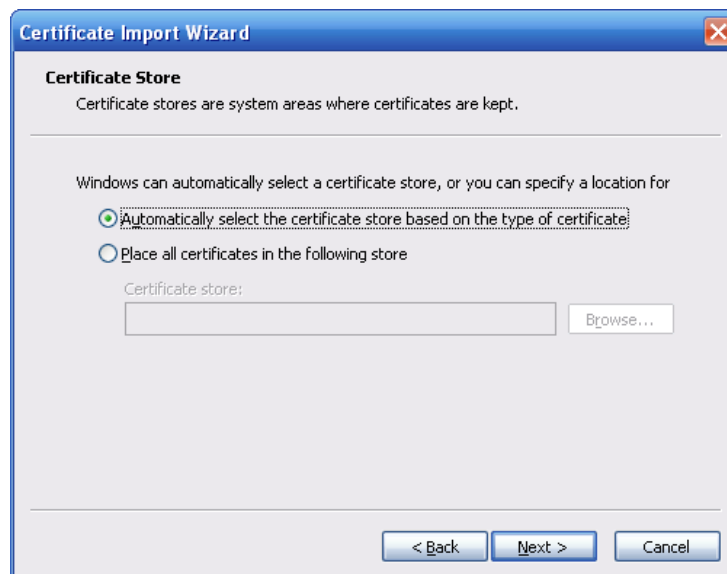 Certificate Import Wizard
Certificate Store
Certificate stores are system areas where certificates are kept.
Windows can automatically select a certificate store, or you can specify a location for
Automatically select the certificate store based on the type of certificate
Place all certificates in the following store
Certificate store:
Browse...
< Back Next > Cancel